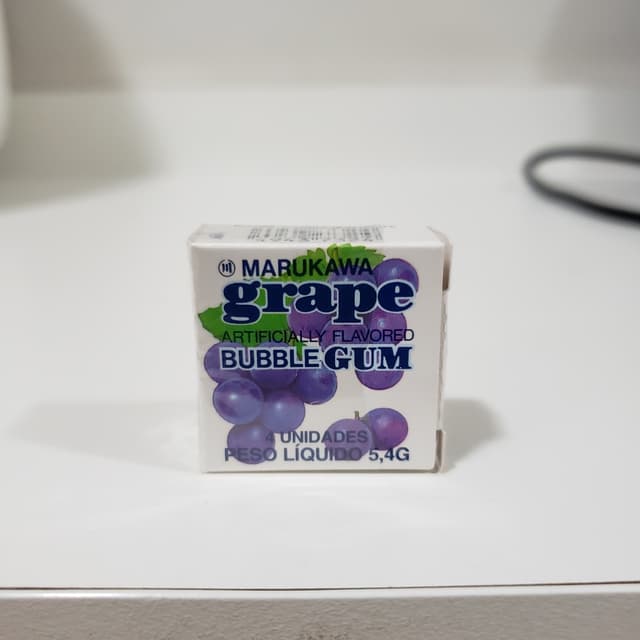 MARUKAWA
grape
ARTIFICIALLY FLAVORED
BUBBLE GUM
4 UNIDADES
PESO LÍQUIDO 5,4G